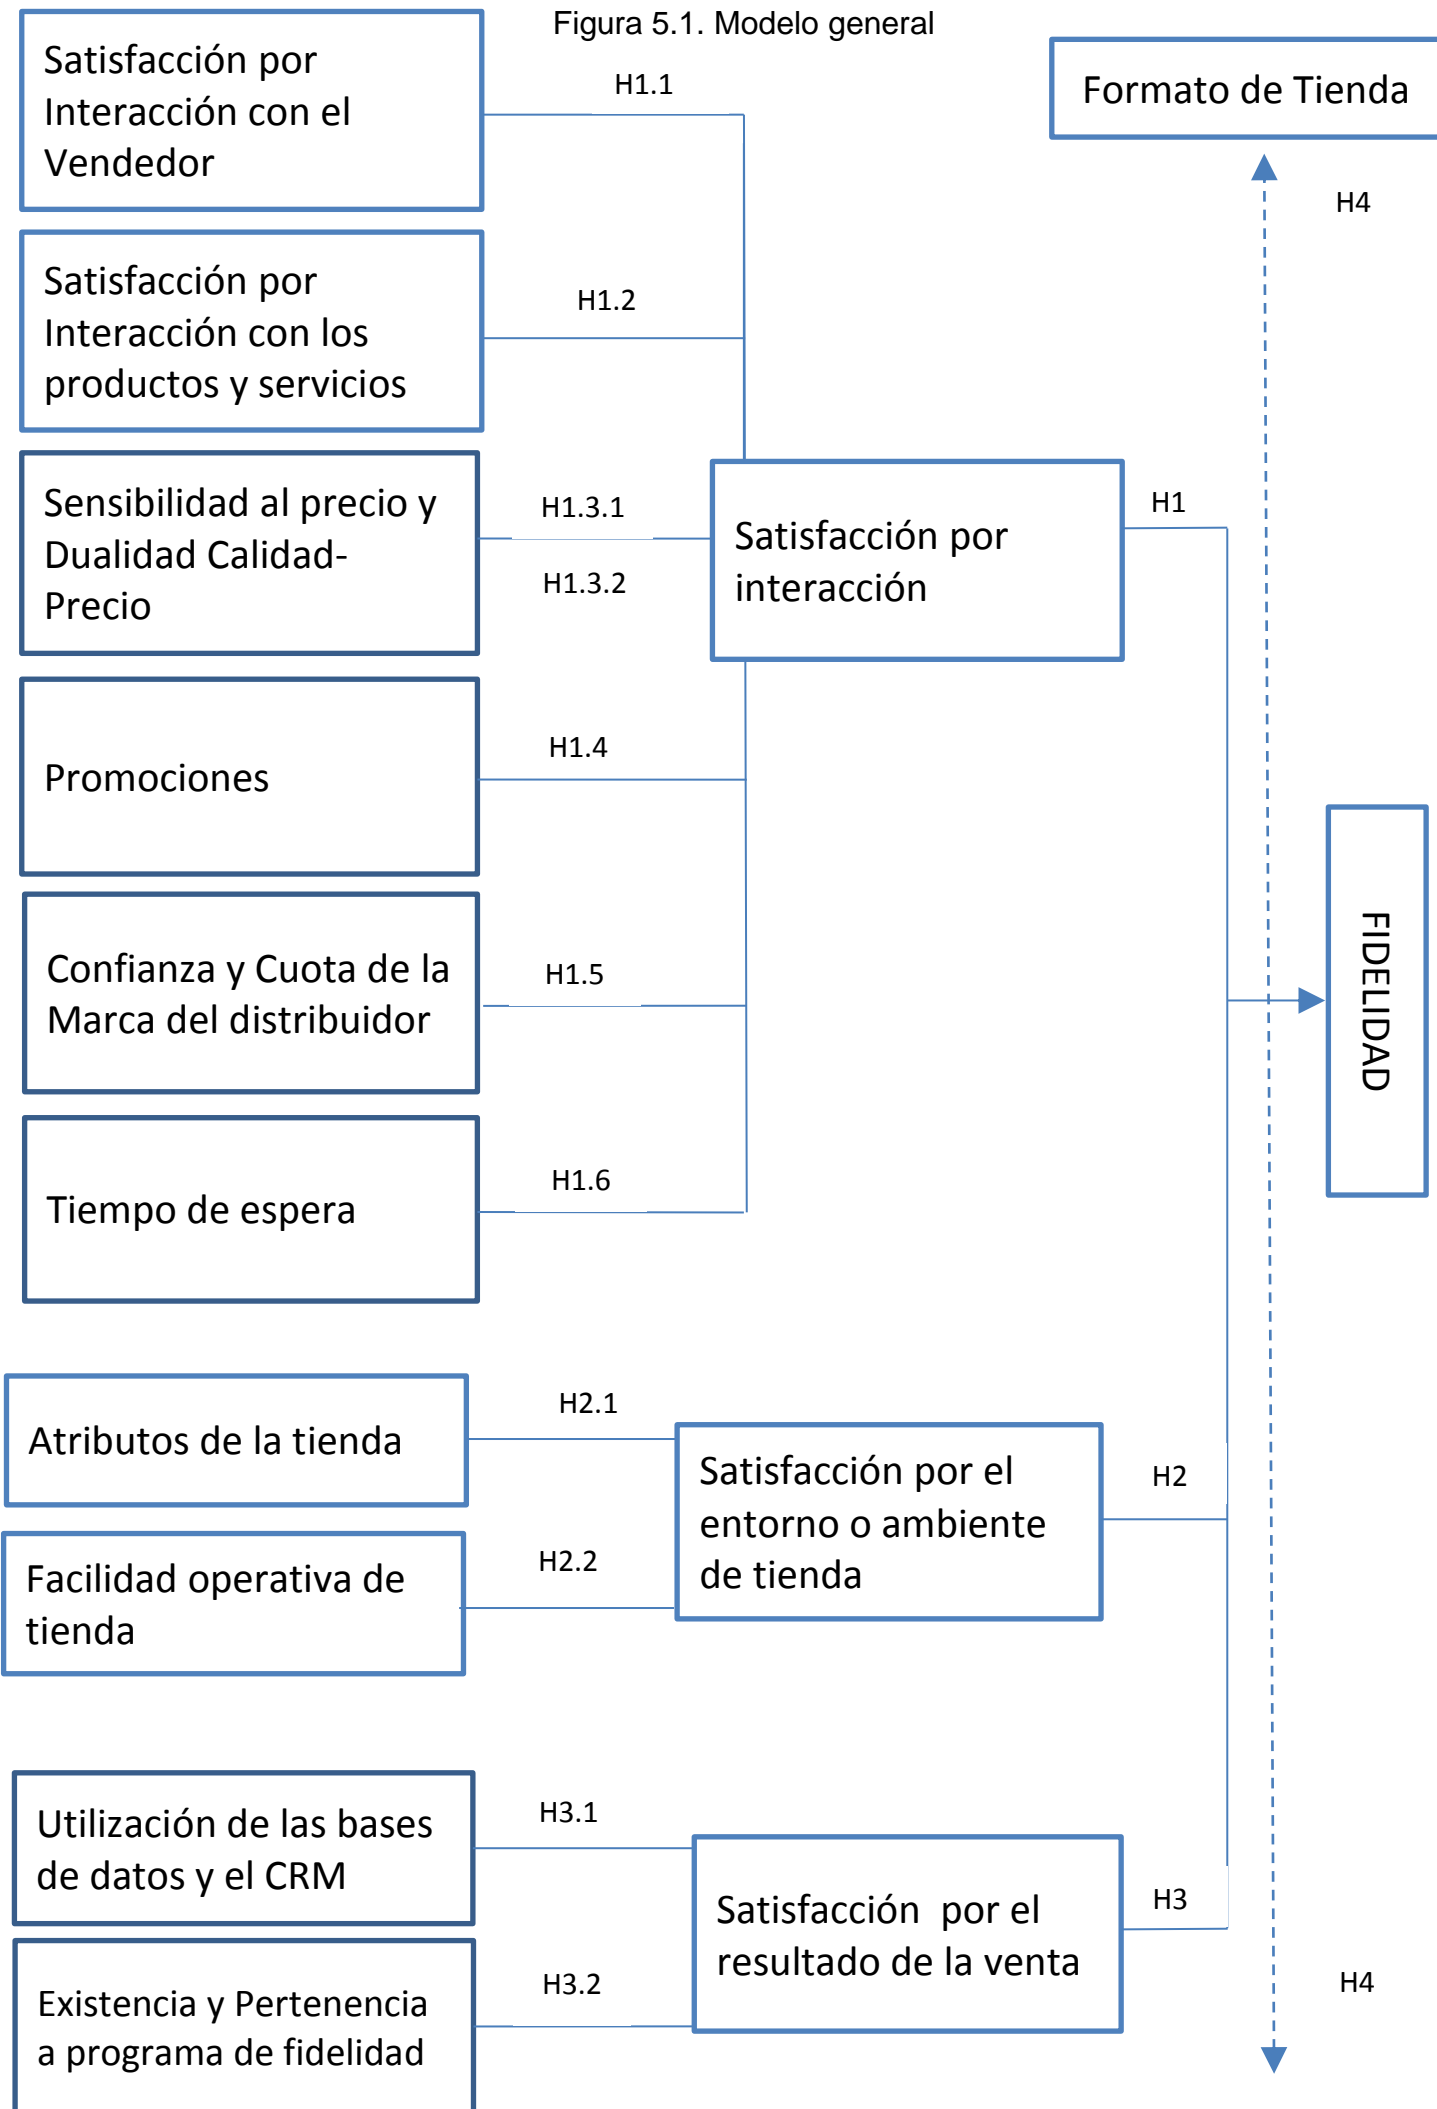 Figura 5.1. Modelo general
Satisfacción por
Interacción con el
Vendedor
H1.1
Formato de Tienda
H4
Satisfacción por
Interacción con los
productos y servicios
H1.2
Sensibilidad al precio y
Dualidad Calidad-
Precio
H1.3.1
H1.3.2
Satisfacción por
interacción
H1
Promociones
H1.4
Confianza y Cuota de la
Marca del distribuidor
H1.5
FIDELIDAD
Tiempo de espera
H1.6
Atributos de la tienda
H2.1
Satisfacción por el
entorno o ambiente
de tienda
H2
Facilidad operativa de
tienda
H2.2
Utilización de las bases
de datos y el CRM
H3.1
Satisfacción  por el
resultado de la venta
H3
Existencia y Pertenencia
a programa de fidelidad
H3.2
H4